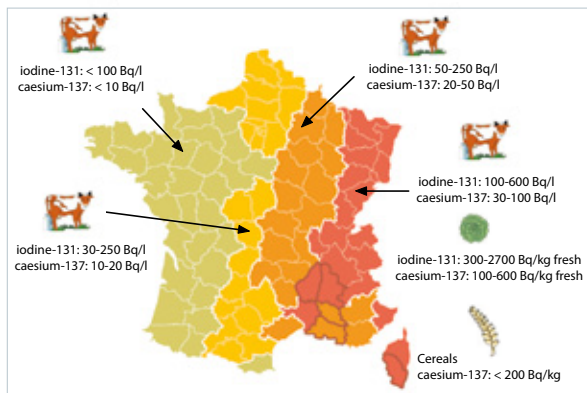 iodine-131: < 100 Bq/l
caesium-137: < 10 Bq/l
iodine-131: 50-250 Bq/l
caesium-137: 20-50 Bq/l
iodine-131: 100-600 Bq/l
caesium-137: 30-100 Bq/l
iodine-131: 30-250 Bq/l
caesium-137: 10-20 Bq/l
iodine-131: 300-2700 Bq/kg fresh
caesium-137: 100-600 Bq/kg fresh
Cereals
caesium-137: < 200 Bq/kg